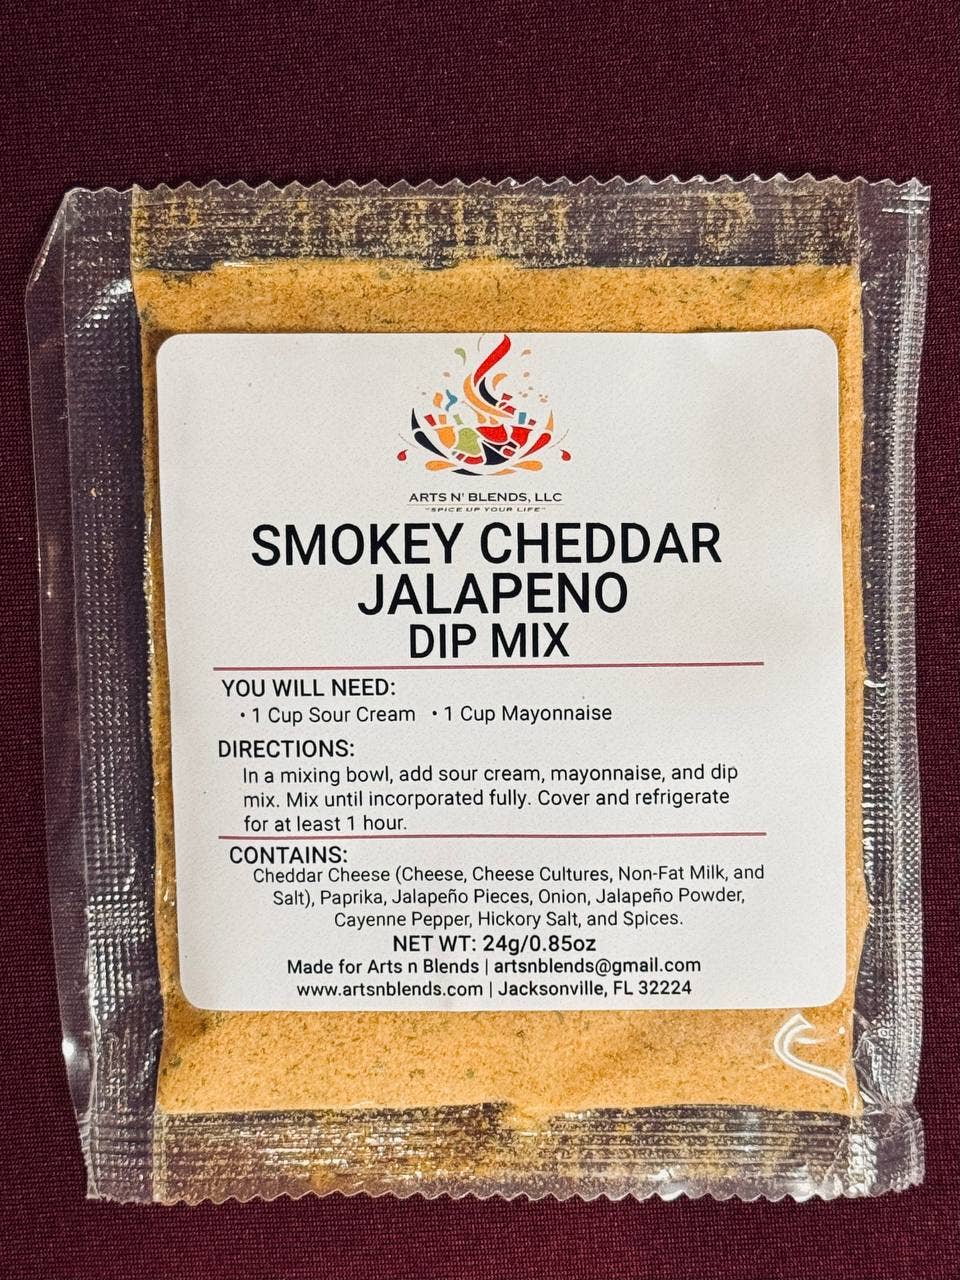 ARTS N' BLENDS, LLC
"SPICE UP YOUR LIFE"
SMOKEY CHEDDAR
JALAPENO
DIP MIX
YOU WILL NEED:
• 1 Cup Sour Cream • 1 Cup Mayonnaise
DIRECTIONS:
In a mixing bowl, add sour cream, mayonnaise, and dip
mix. Mix until incorporated fully. Cover and refrigerate
for at least 1 hour.
CONTAINS:
Cheddar Cheese (Cheese, Cheese Cultures, Non-Fat Milk, and
Salt), Paprika, Jalapeño Pieces, Onion, Jalapeño Powder,
Cayenne Pepper, Hickory Salt, and Spices.
NET WT: 24g/0.85oz
Made for Arts n Blends | artsnblends@gmail.com
www.artsnblends.com | Jacksonville, FL 32224